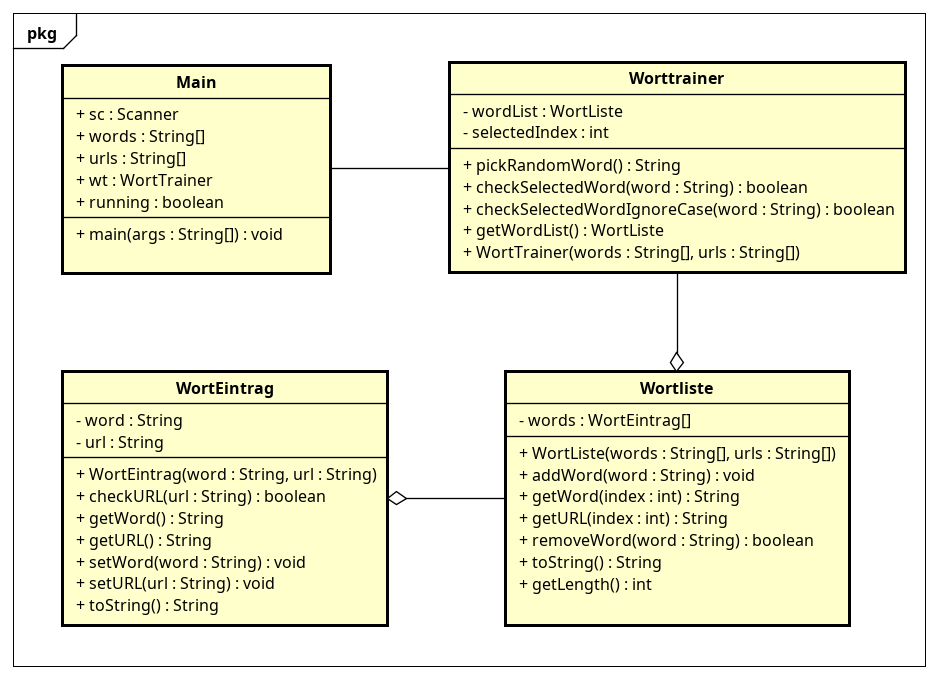 pkg
Main
+ sc : Scanner
+ words : String[]
+ urls : String[]
+ wt : WortTrainer
+ running : boolean
+ main(args : String[]) : void
Worttrainer
- wordList : WortListe
- selectedIndex : int
+ pickRandomWord() : String
+ checkSelectedWord(word : String) : boolean
+ checkSelectedWordIgnoreCase(word : String) : boolean
+ getWordList() : WortListe
+ WortTrainer(words : String[], urls : String[])
WortEintrag
- word : String
- url : String
+ WortEintrag(word : String, url : String)
+ checkURL(url : String) : boolean
+ getWord() : String
+ getURL() : String
+ setWord(word : String) : void
+ setURL(url : String) : void
+ toString() : String
Wortliste
- words : WortEintrag[]
+ WortListe(words : String[], urls : String[])
+ addWord(word : String) : void
+ getWord(index : int) : String
+ getURL(index : int) : String
+ removeWord(word : String) : boolean
+ toString() : String
+ getLength() : int